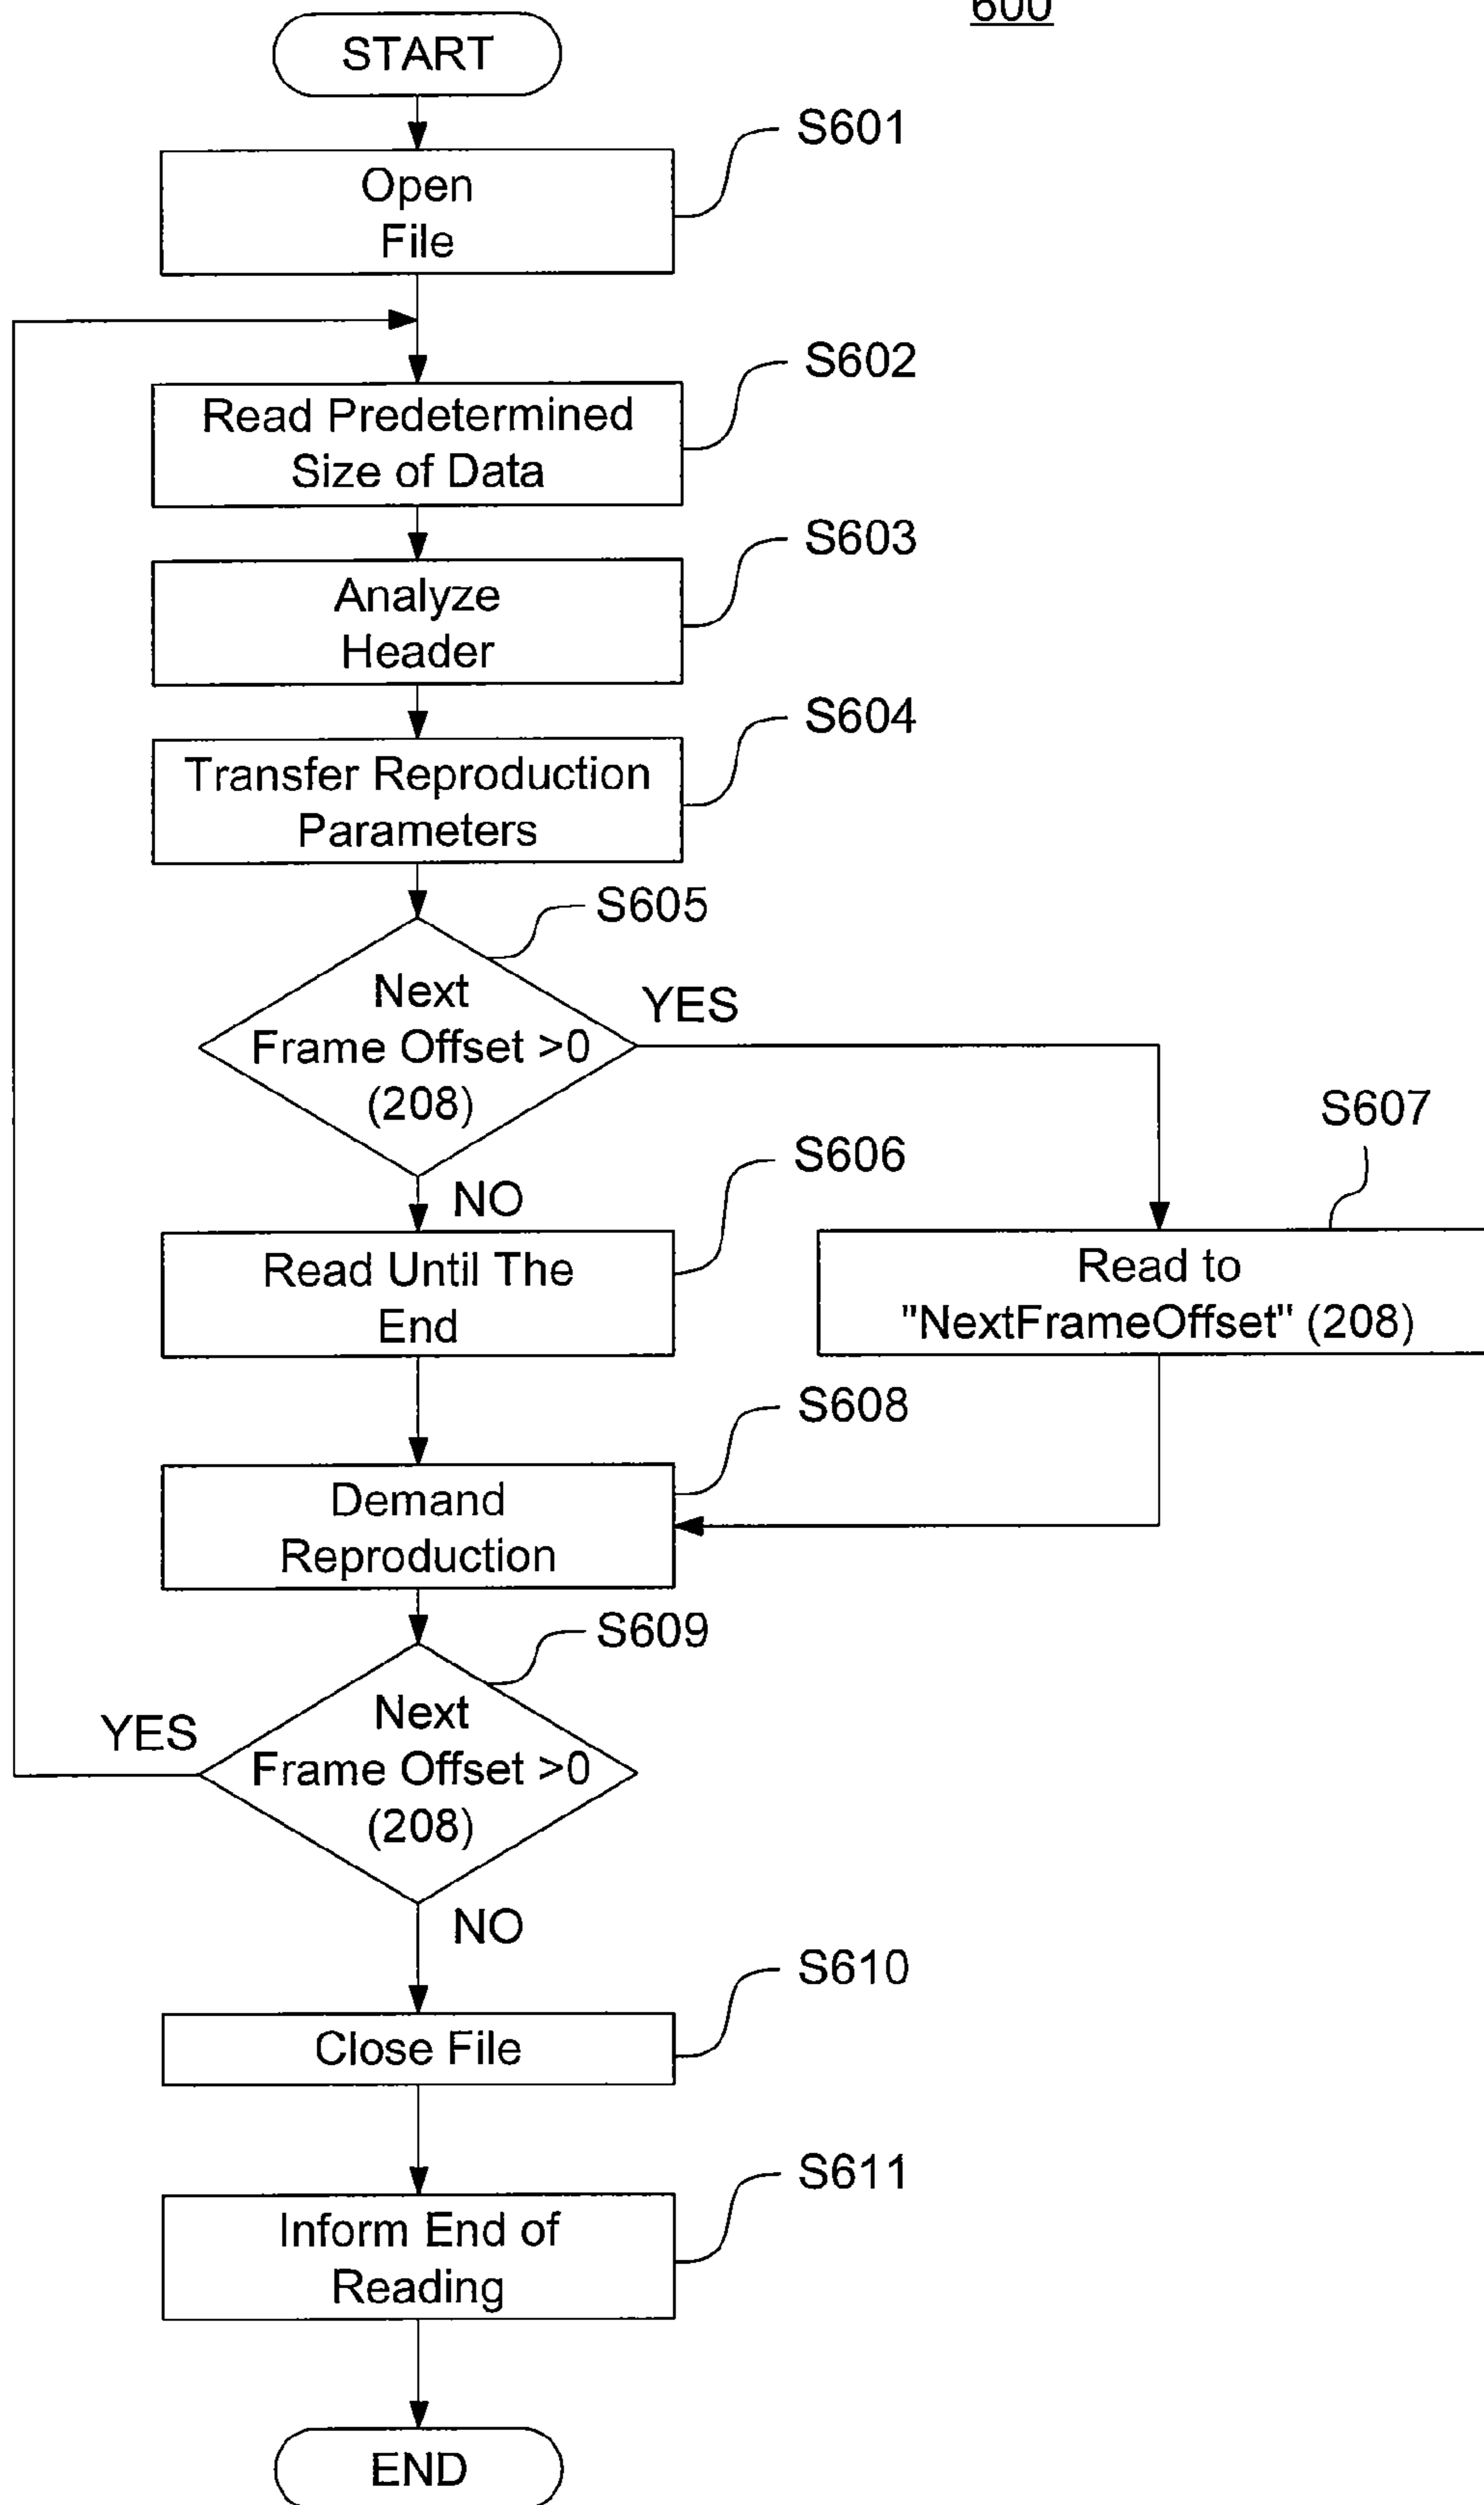 600
START
S601
Open
File
S602
Read Predetermined
Size of Data
S603
Analyze
Header
S604
Transfer Reproduction
Parameters
S605
Next
Frame Offset >0
(208)
YES
NO
S606
Read Until The
End
S607
Read to
"NextFrameOffset" (208)
S608
Demand
Reproduction
S609
Next
Frame Offset >0
(208)
YES
NO
S610
Close File
S611
Inform End of
Reading
END